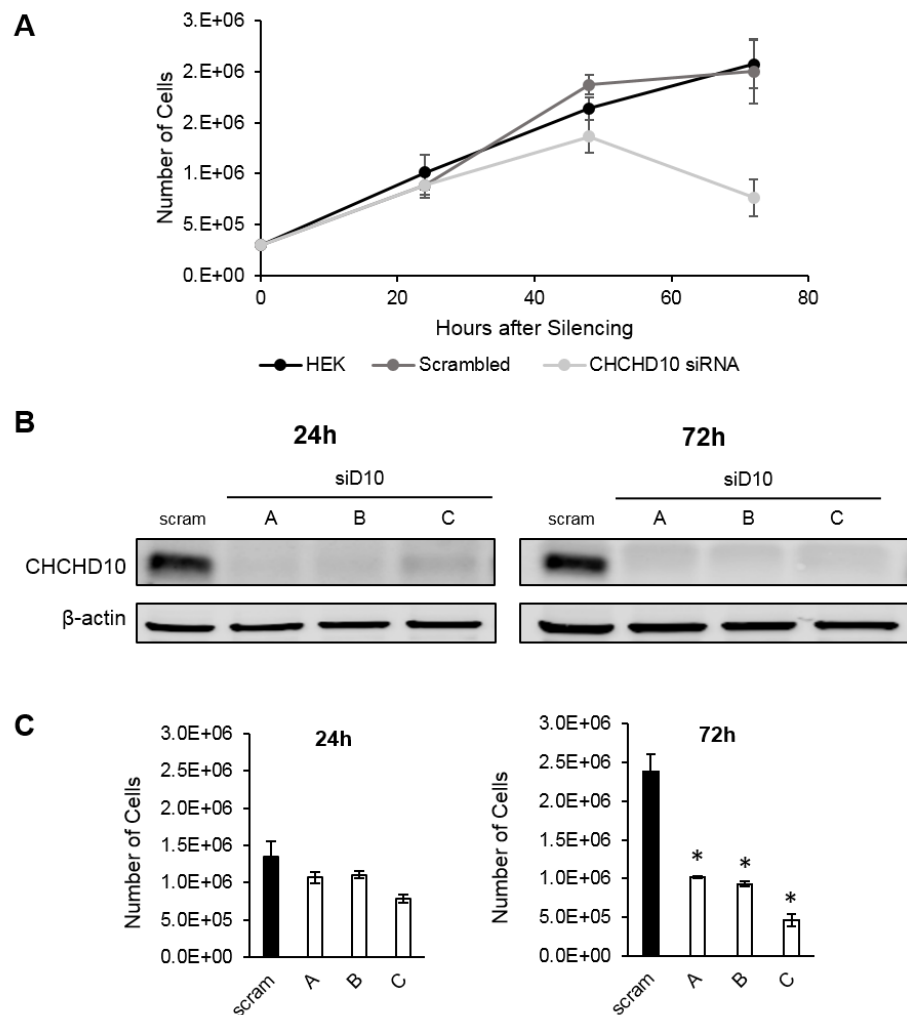 A
3.E+06
2.E+06
2.E+06
1.E+06
5.E+05
0.E+00
Number of Cells
0 20 40 60 80
Hours after Silencing
HEK Scrambled CHCHD10 siRNA
B
24h 72h
siD10 siD10
scram A B C scram A B C
CHCHD10
β-actin
C
24h
3.0E+06
2.5E+06
2.0E+06
1.5E+06
1.0E+06
5.0E+05
0.0E+00
Number of Cells
scram A B C
72h
3.0E+06
2.5E+06
2.0E+06
1.5E+06
1.0E+06
5.0E+05
0.0E+00
Number of Cells
* * *
scram A B C